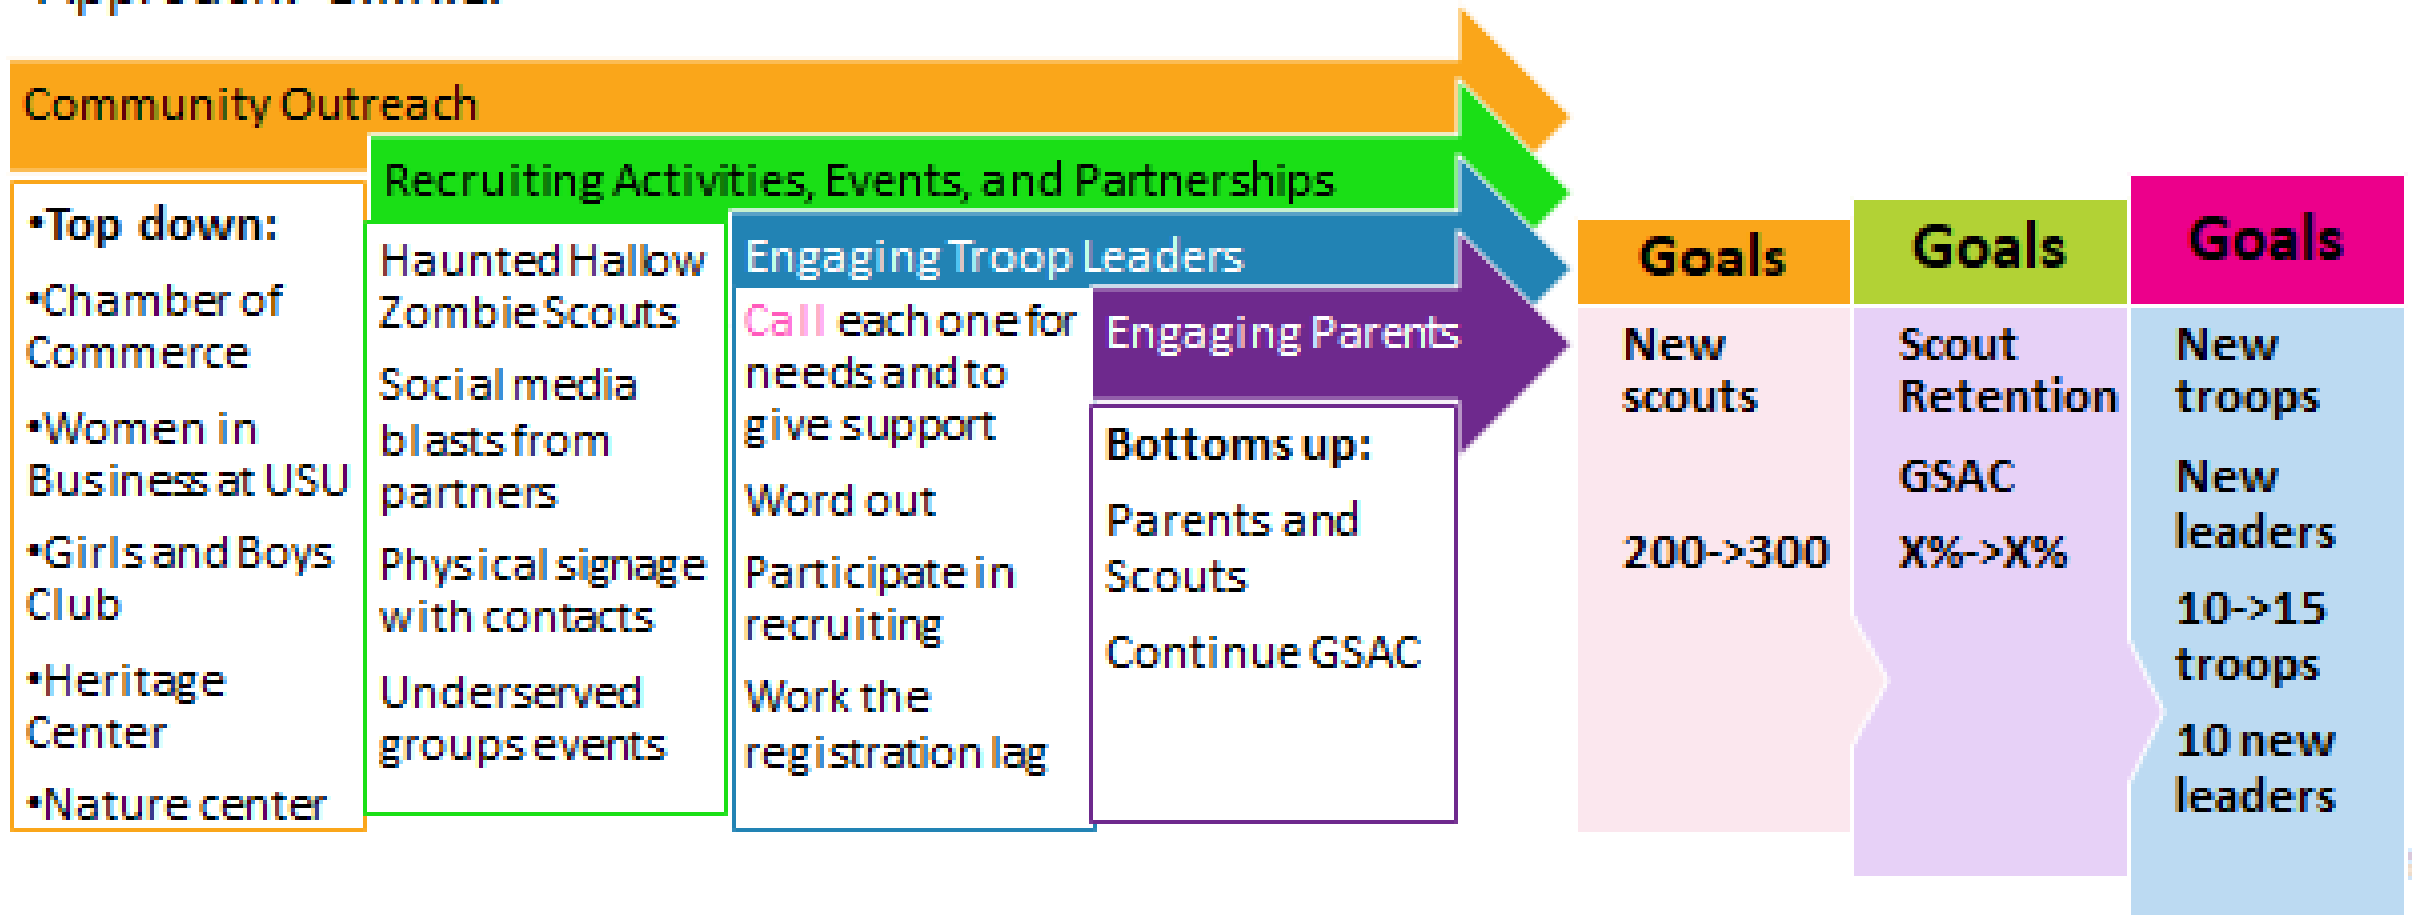 Community Outreach
•Top down:
•Chamber of
Commerce
•Women in
Business at USU
•Girls and Boys
Club
•Heritage
Center
•Nature center
Recruiting Activities, Events, and Partnerships
Haunted Hallow
Zombie Scouts
Social media
blasts from
partners
Physical signage
with contacts
Underserved
groups events
Engaging Troop Leaders
Call each one for
needs and to
give support
Word out
Participate in
recruiting
Work the
registration lag
Engaging Parents
Bottoms up:
Parents and
Scouts
Continue GSAC
Goals
New
scouts
200->300
Goals
Scout
Retention
GSAC
X%->X%
Goals
New
troops
New
leaders
10->15
troops
10 new
leaders